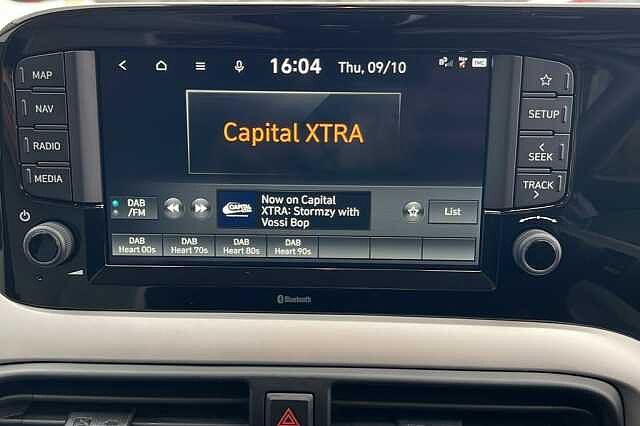 MAP
NAV
RADIO
MEDIA
16:04 Thu, 09/10
TMC
Capital XTRA
DAB
/FM
CAPITAL
Now on Capital
XTRA: Stormzy with
Vossi Bop
List
DAB
Heart 00s
DAB
Heart 70s
DAB
Heart 80s
DAB
Heart 90s
SETUP
SEEK
TRACK
Bluetooth